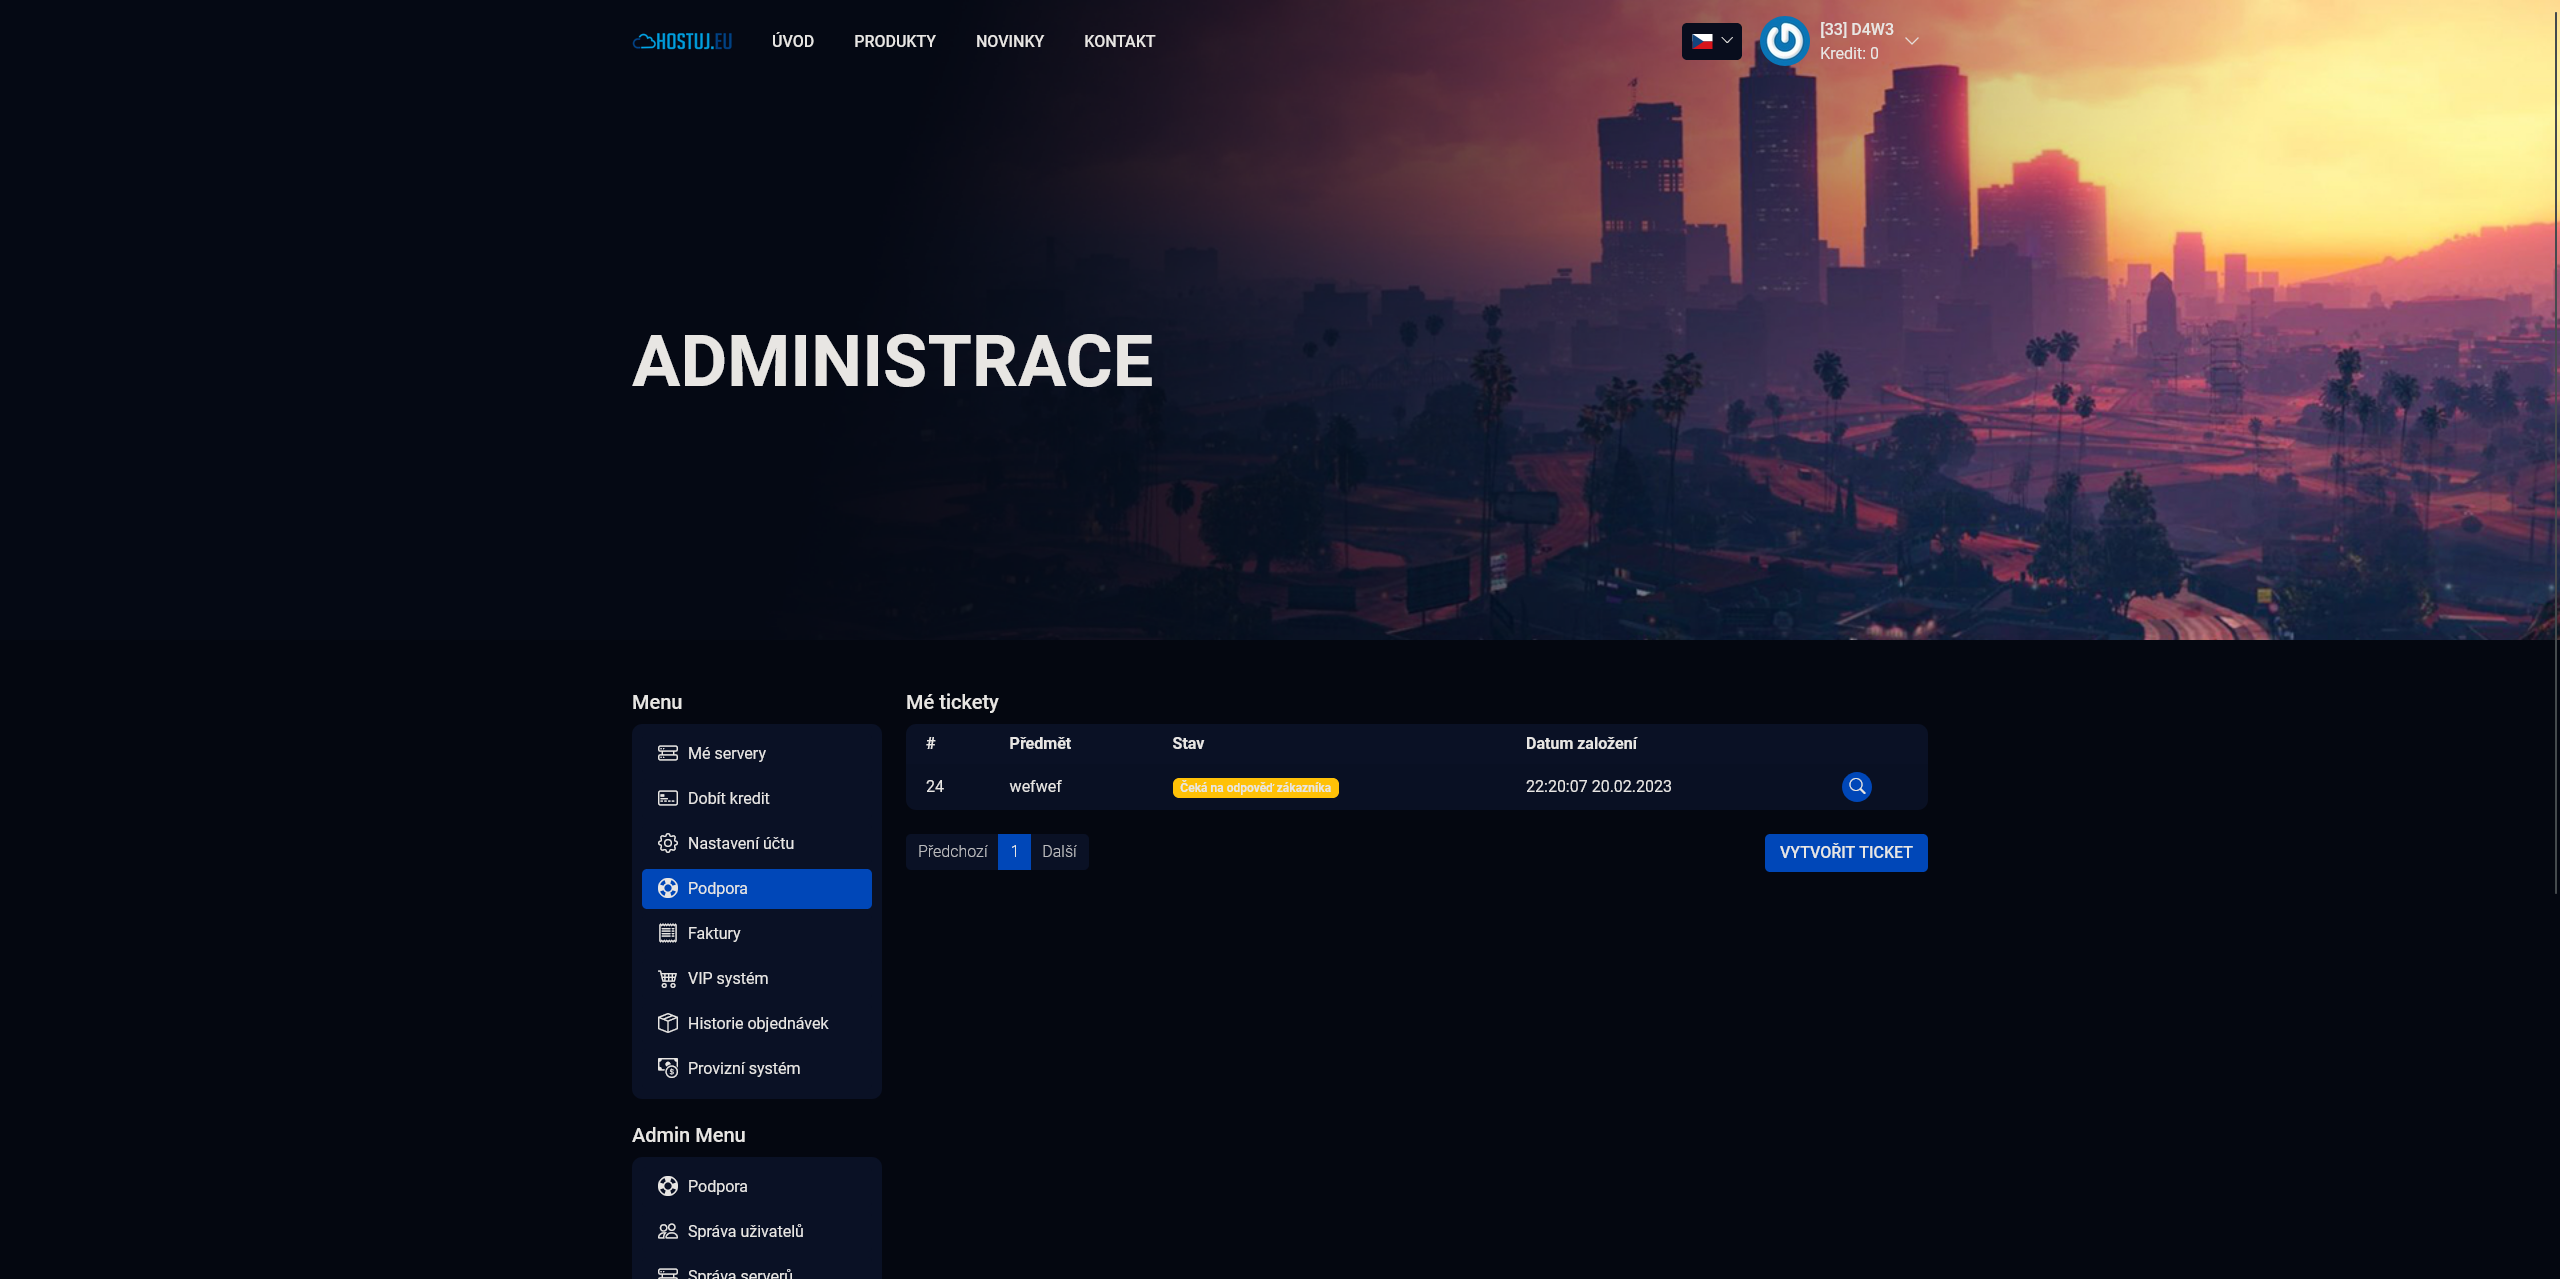 HOSTUJ.EU ÚVOD PRODUKTY NOVINKY KONTAKT
[33] D4W3
Kredit: 0
ADMINISTRACE
Menu
Mé servery
Dobít kredit
Nastavení účtu
Podpora
Faktury
VIP systém
Historie objednávek
Provizní systém
Admin Menu
Podpora
Správa uživatelů
Správa serverů
Mé tickety
# Předmět Stav Datum založení
24 wefwef Čeká na odpověď zákazníka 22:20:07 20.02.2023
Předchozí 1 Další
VYTVOŘIT TICKET